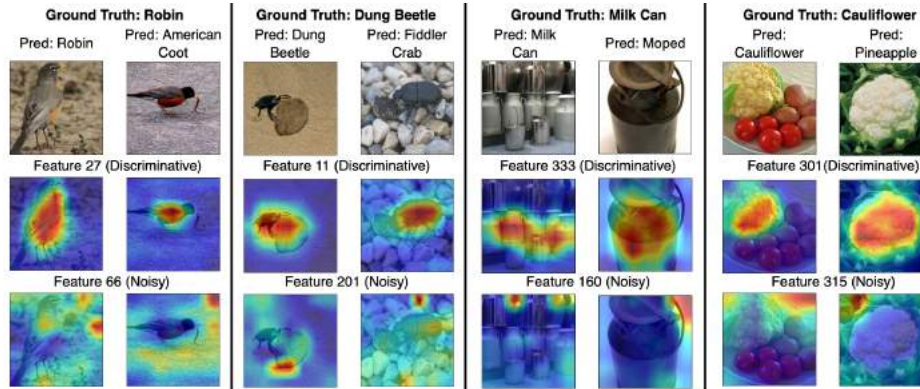 Ground Truth: Robin
Pred: Robin
Pred: American
Coot
Feature 27 (Discriminative)
Feature 66 (Noisy)
Ground Truth: Dung Beetle
Pred: Dung
Beetle
Pred: Fiddler
Crab
Feature 11 (Discriminative)
Feature 201 (Noisy)
Ground Truth: Milk Can
Pred: Milk
Can
Pred: Moped
Feature 333 (Discriminative)
Feature 160 (Noisy)
Ground Truth: Cauliflower
Pred:
Cauliflower
Pred:
Pineapple
Feature 301(Discriminative)
Feature 315 (Noisy)